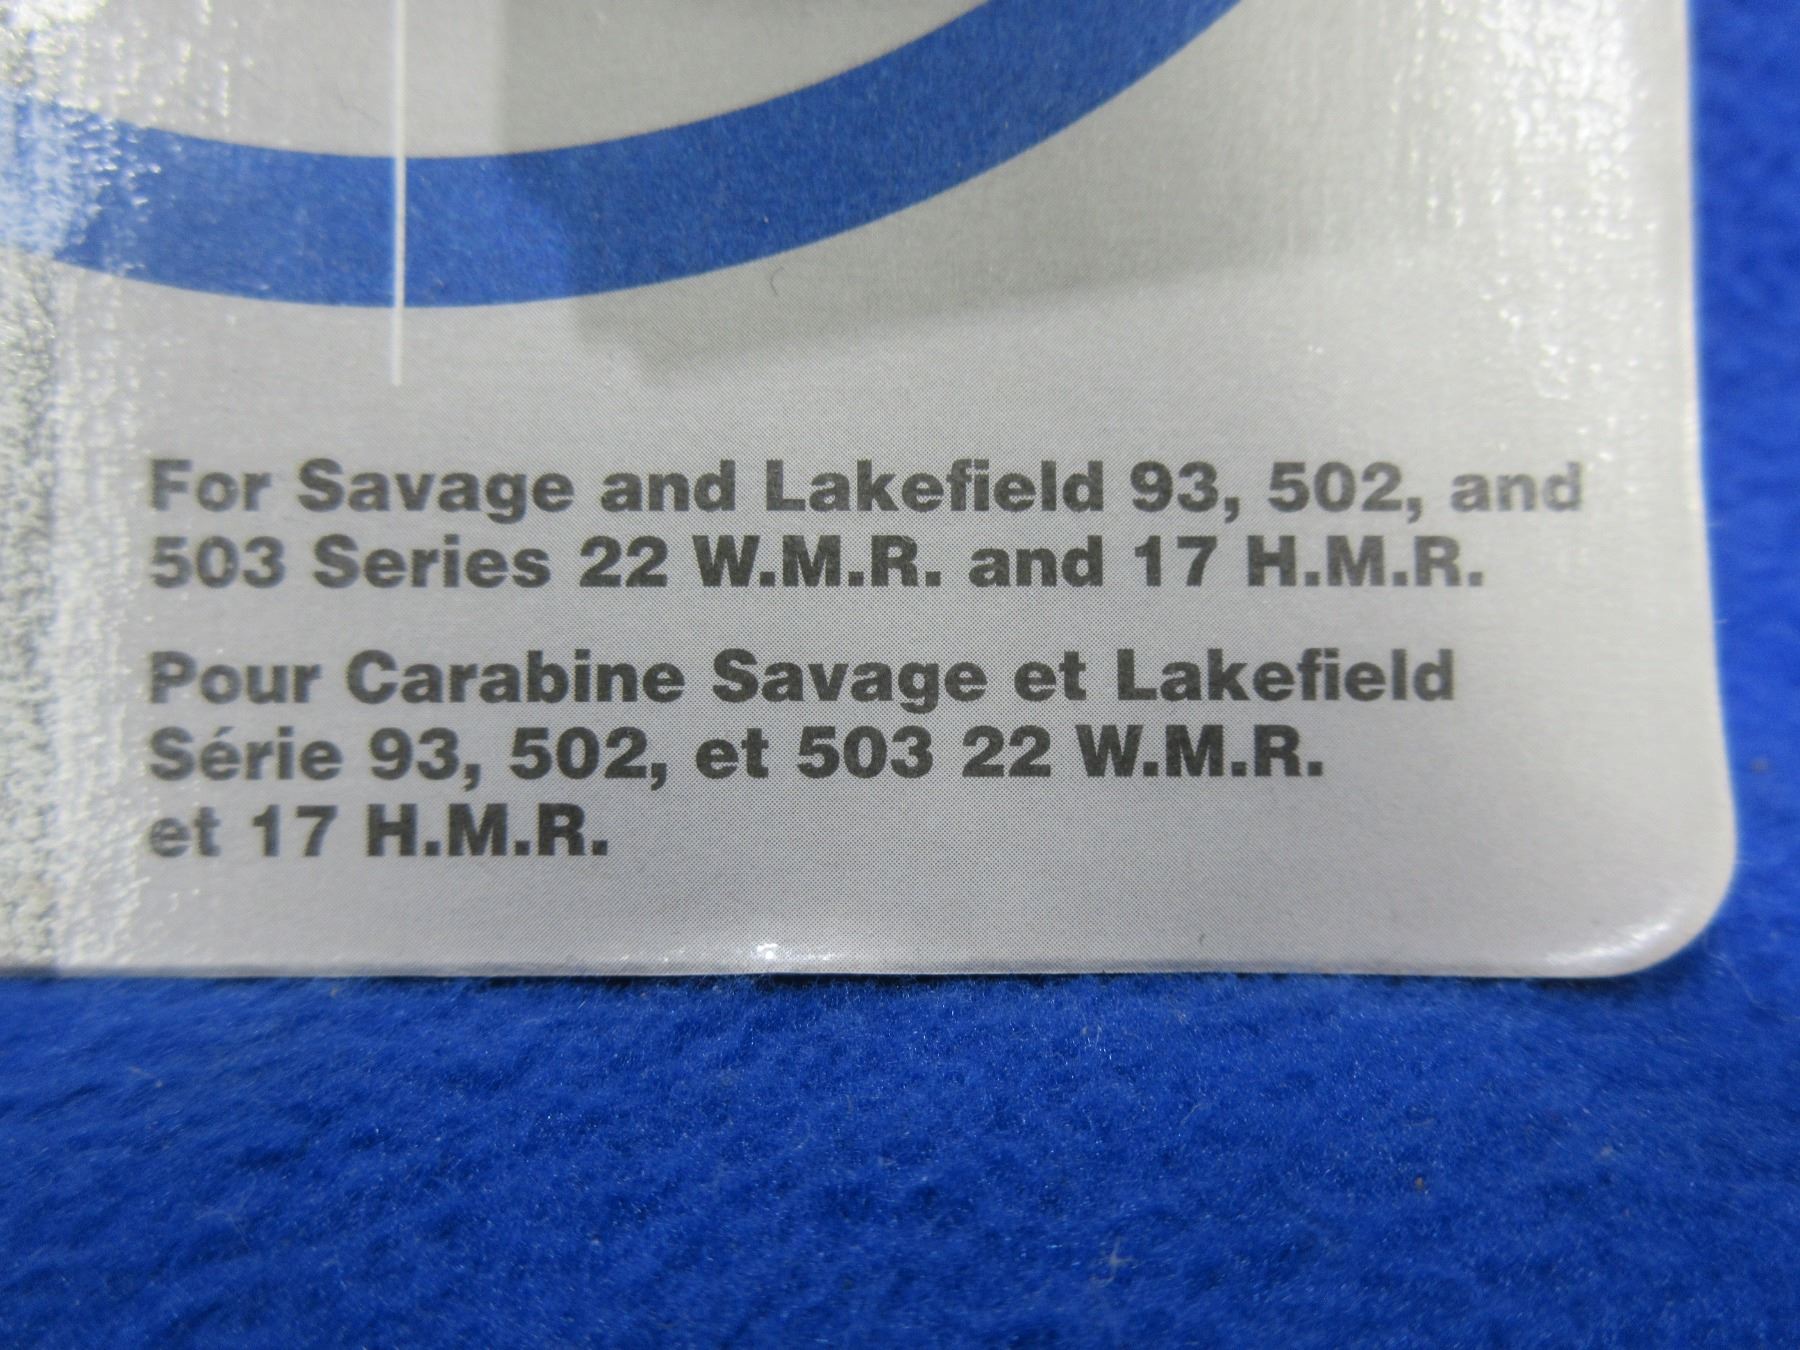 For Savage and Lakefield 93, 502, and
503 Series 22 W.M.R. and 17 H.M.R.
Pour Carabine Savage et Lakefield
Série 93, 502, et 503 22 W.M.R.
et 17 H.M.R.